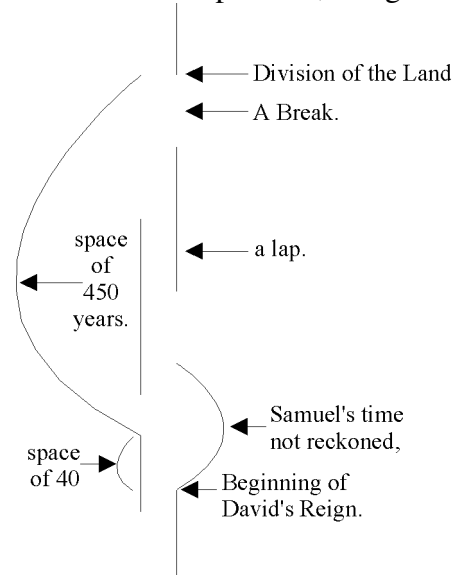 Division of the Land
A Break.
space
of
450
years.
a lap.
Samuel's time
not reckoned,
space
of 40
Beginning of
David's Reign.